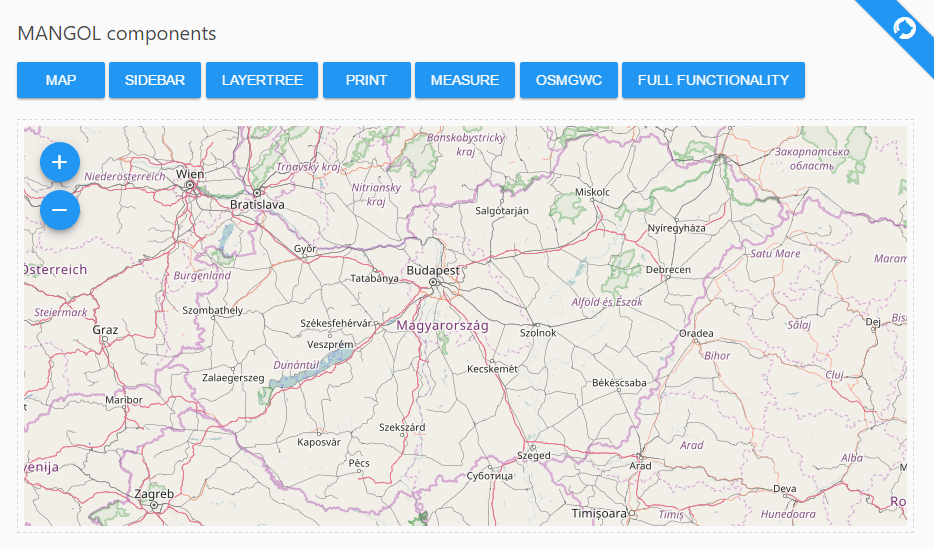 MANGOL components
MAP
SIDEBAR
LAYERTREE
PRINT
MEASURE
OSMGWC
FULL FUNCTIONALITY
+
−
Banskobystrický
kraj
Закарпатська
область
Trnavský kraj
Niederösterreich
Wien
Nitriansky
kraj
Miskolc
Bratislava
Salgótarján
Nyíregyháza
Győr
Satu Mare
Maram
Österreich
Burgenland
Tatabánya
Budapest
Debrecen
Steiermark
Szombathely
Alföld és Észak
Graz
Székesfehérvár
Magyarország
Szolnok
Oradea
Sălaj
Dej
Bis
Veszprém
Dunántúl
Bihor
Zalaegerszeg
Kecskemét
Békéscsaba
Cluj
Maribor
Szekszárd
Kaposvár
Arad
Szeged
Alba
venija
Pécs
Arad
M
Суботица
Zagreb
Deva
Ro
Timișoara
Timiș
Hunedoara